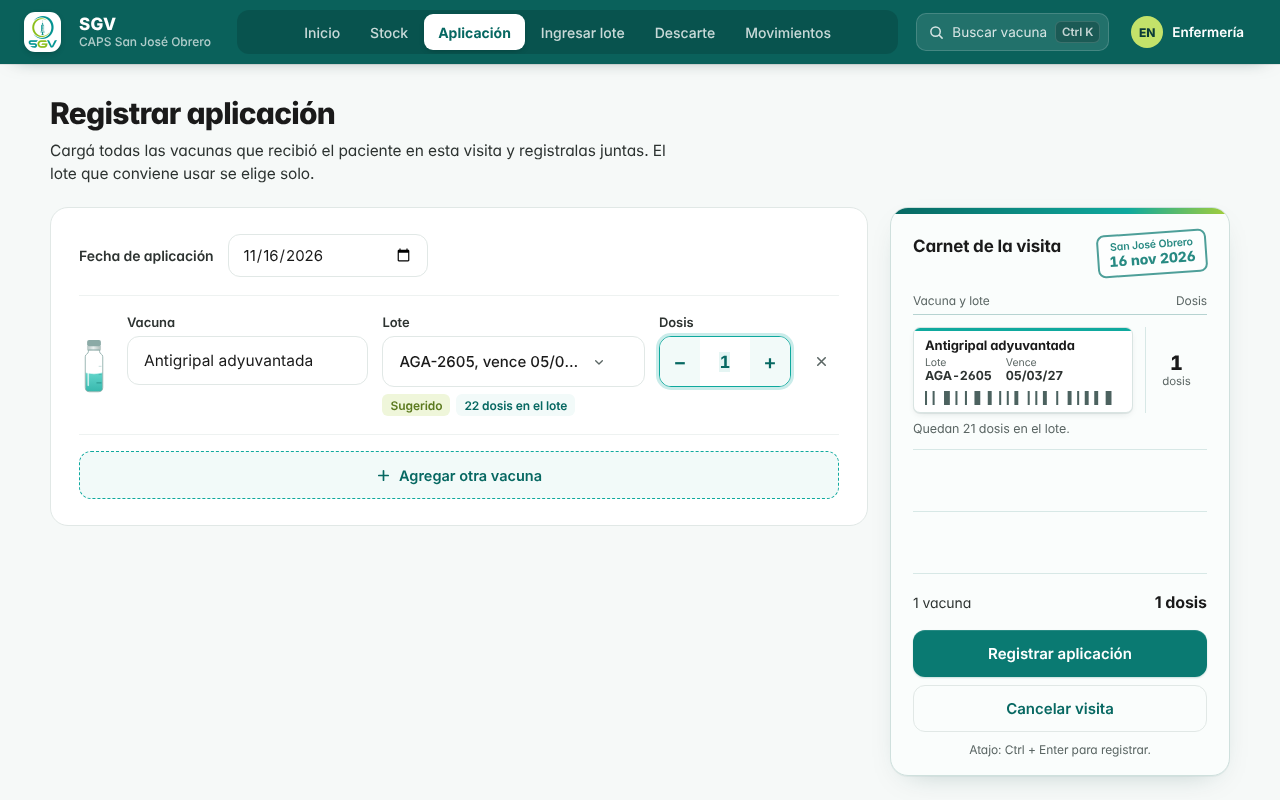 SGV
SGV
CAPS San José Obrero
Inicio
Stock
Aplicación
Ingresar lote
Descarte
Movimientos
Buscar vacuna
Ctrl K
EN
Enfermería
Registrar aplicación
Cargá todas las vacunas que recibió el paciente en esta visita y registralas juntas. El
lote que conviene usar se elige solo.
Fecha de aplicación
11/16/2026
Vacuna
Lote
Dosis
Antigripal adyuvantada
AGA-2605, vence 05/0...
− 1 +
Sugerido
22 dosis en el lote
+ Agregar otra vacuna
Carnet de la visita
San José Obrero
16 nov 2026
Vacuna y lote
Dosis
Antigripal adyuvantada
Lote
Vence
AGA-2605
05/03/27
1
dosis
Quedan 21 dosis en el lote.
1 vacuna
1 dosis
Registrar aplicación
Cancelar visita
Atajo: Ctrl + Enter para registrar.